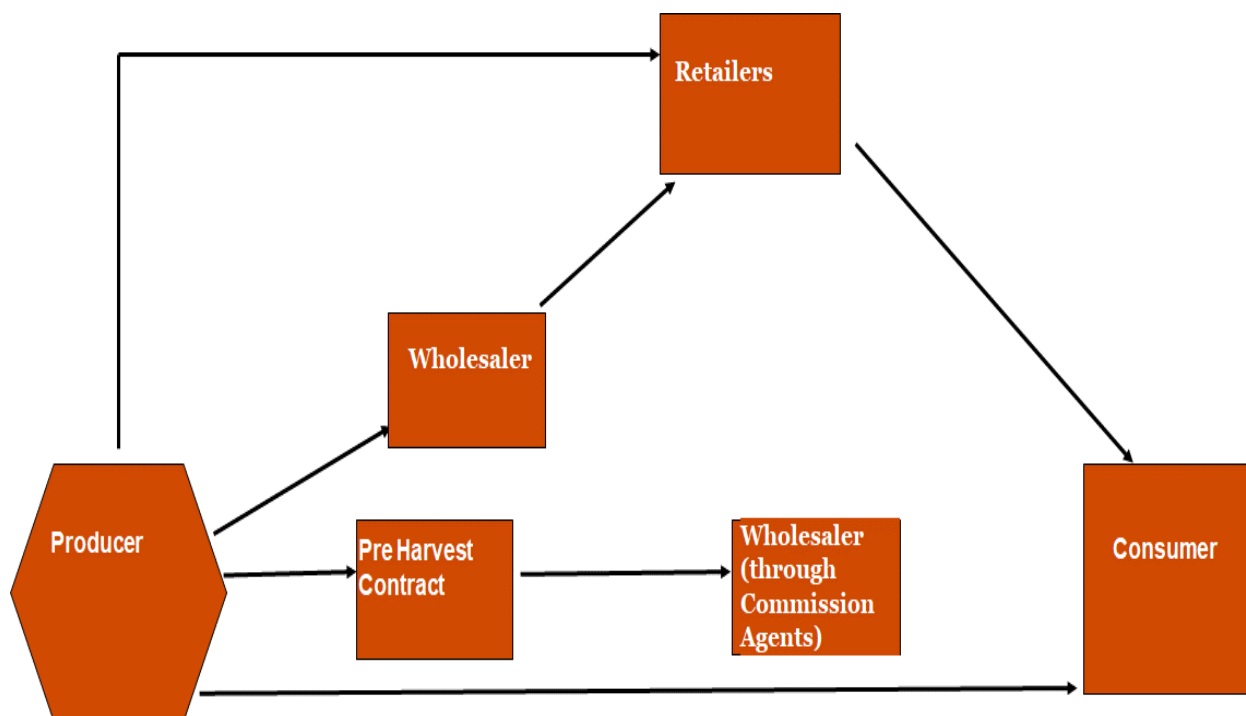 Retailers
Wholesaler
Producer
Pre Harvest
Contract
Wholesaler
(through
Commission
Agents)
Consumer